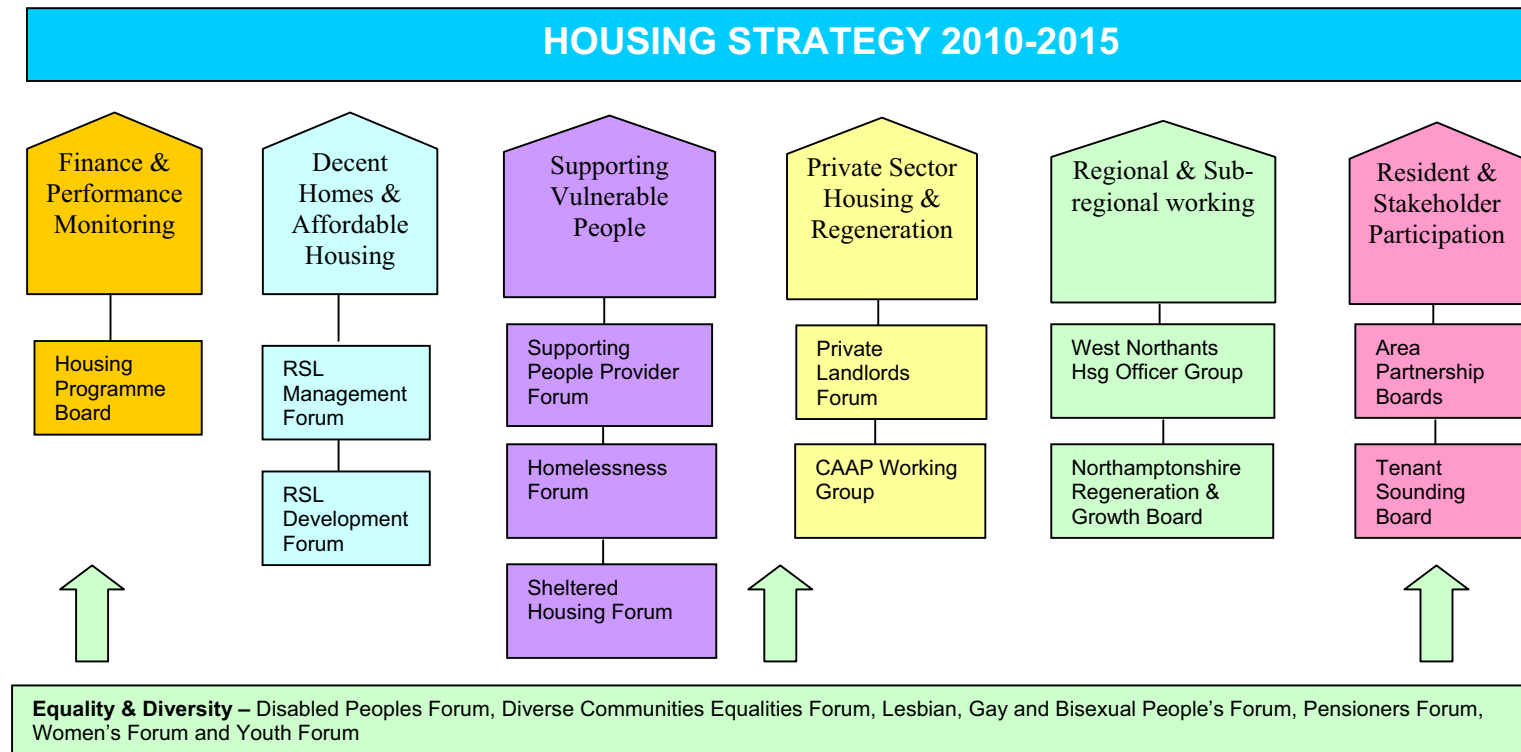 HOUSING STRATEGY 2010-2015
Finance &
Performance
Monitoring
Housing
Programme
Board
Decent
Homes &
Affordable
Housing
RSL
Management
Forum
RSL
Development
Forum
Supporting
Vulnerable
People
Supporting
People Provider
Forum
Homelessness
Forum
Sheltered
Housing Forum
Private Sector
Housing &
Regeneration
Private
Landlords
Forum
CAAP Working
Group
Regional & Sub-
regional working
West Northants
Hsg Officer Group
Northamptonshire
Regeneration &
Growth Board
Resident &
Stakeholder
Participation
Area
Partnership
Boards
Tenant
Sounding
Board
Equality & Diversity – Disabled Peoples Forum, Diverse Communities Equalities Forum, Lesbian, Gay and Bisexual People’s Forum, Pensioners Forum,
Women’s Forum and Youth Forum